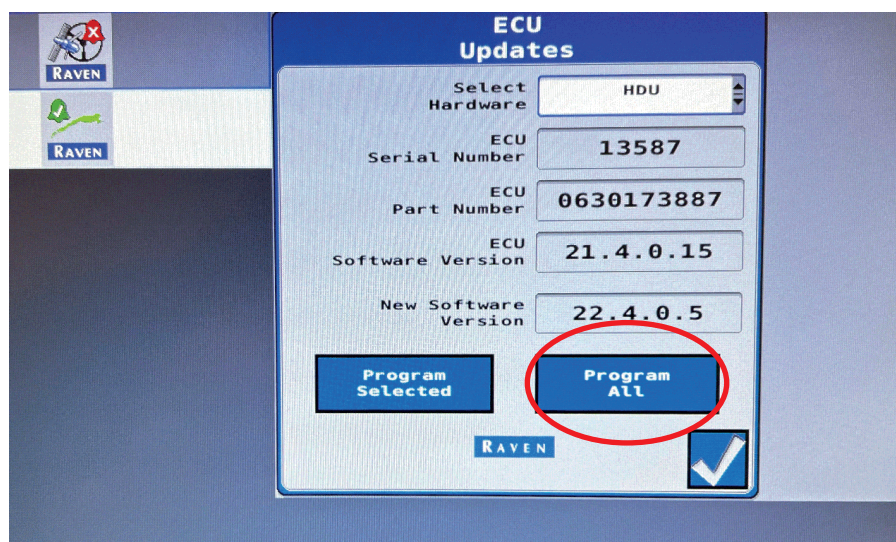 ECU
Updates
RAVEN
Select
Hardware
HDU
RAVEN
ECU
Serial Number
13587
ECU
Part Number
0630173887
ECU
Software Version
21.4.0.15
New Software
Version
22.4.0.5
Program
Selected
Program
All
RAVEN